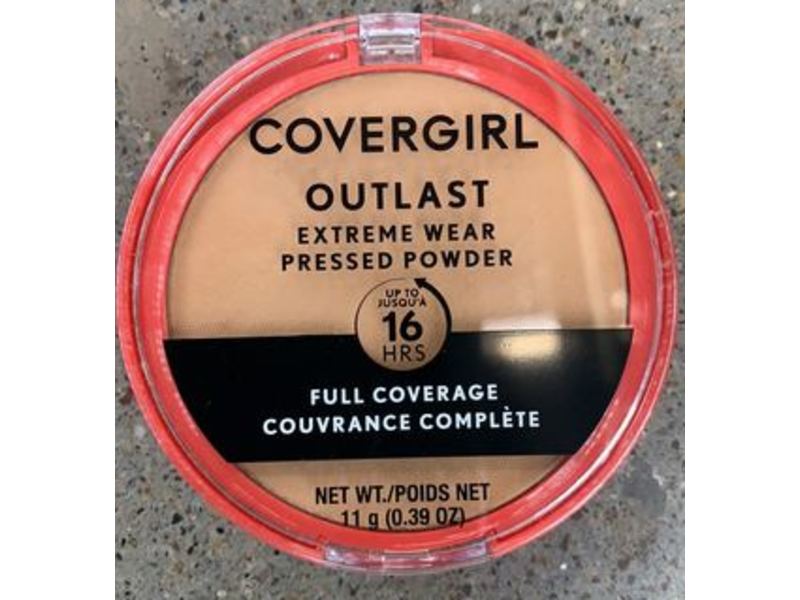 COVERGIRL
OUTLAST
EXTREME WEAR
PRESSED POWDER
UP TO
JUSQU'À
16
HRS
FULL COVERAGE
COUVRANCE COMPLÈTE
NET WT./POIDS NET
11 g (0.39 OZ)